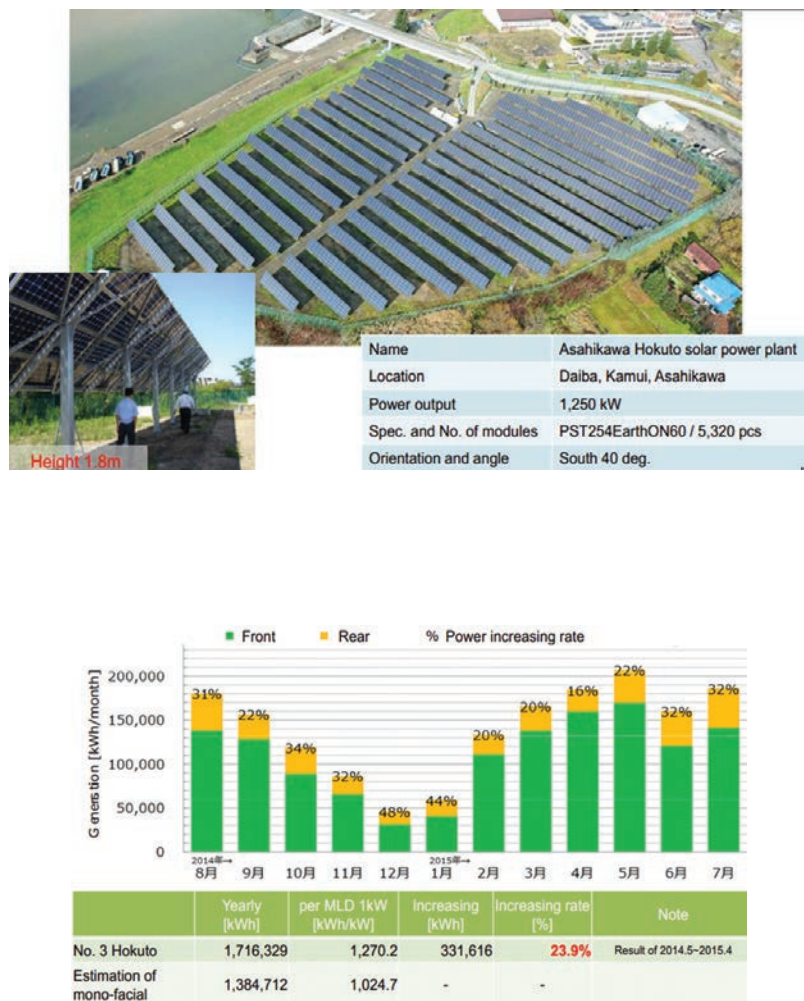 Name Asahikawa Hokuto solar power plant
Location Daiba, Kamui, Asahikawa
Power output 1,250 kW
Spec. and No. of modules PST254EarthON60 / 5,320 pcs
Orientation and angle South 40 deg.
Height 1.8m
Front Rear % Power increasing rate
Generation [kWh/month]
200,000
150,000
100,000
50,000
0
31% 22% 34% 32% 48% 44% 20% 20% 16% 22% 32% 32%
2014年→ 2015年→
8月 9月 10月 11月 12月 1月 2月 3月 4月 5月 6月 7月
Yearly [kWh] per MLD 1kW [kWh/kW] Increasing [kWh] Increasing rate [%] Note
No. 3 Hokuto 1,716,329 1,270.2 331,616 23.9% Result of 2014.5~2015.4
Estimation of mono-facial 1,384,712 1,024.7 - -